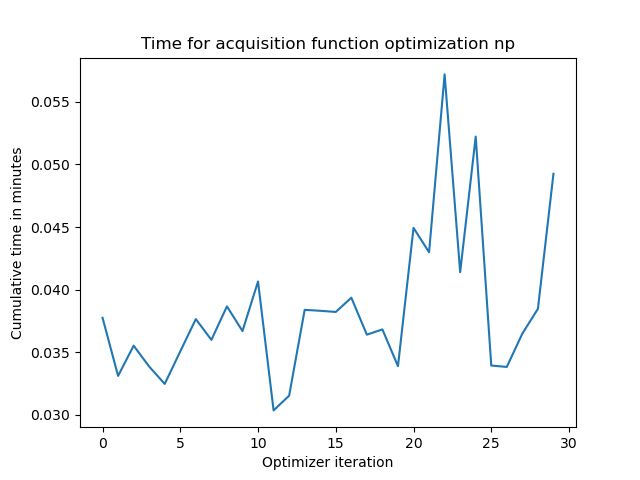 Time for acquisition function optimization np
Cumulative time in minutes
0.055
0.050
0.045
0.040
0.035
0.030
0 5 10 15 20 25 30
Optimizer iteration